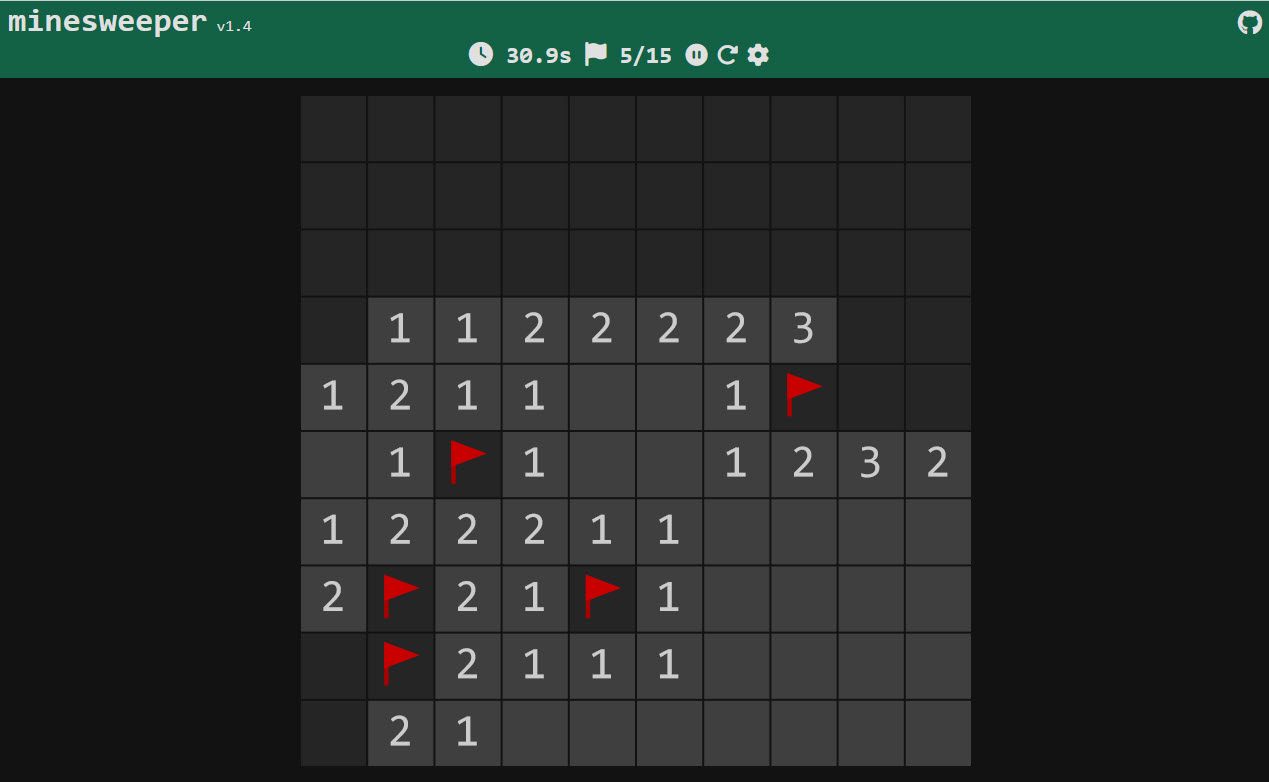 minesweeper v1.4
30.9s 5/15
1 1 2 2 2 2 3
1 2 1 1 1
1 1 1 2 3 2
1 2 2 2 1 1
2 2 1 1
2 1 1 1
2 1